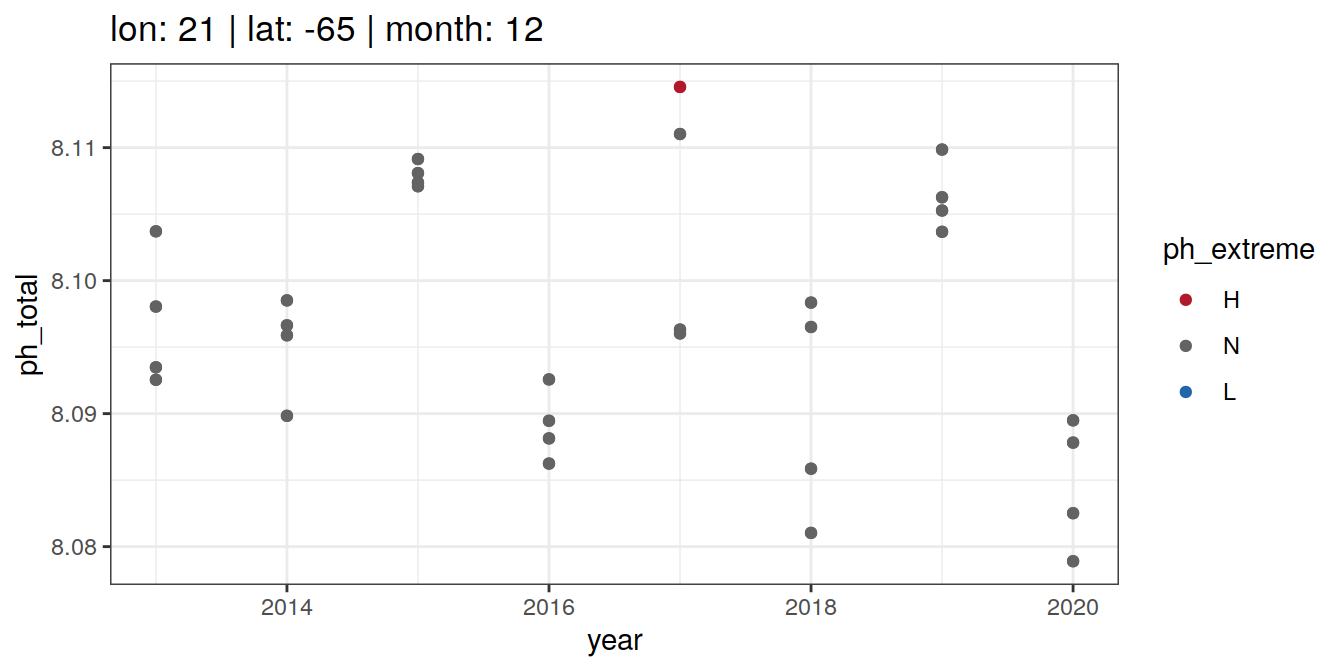 lon: 21 | lat: -65 | month: 12
8.11
8.10
8.09
8.08
ph_total
2014
2016
2018
2020
year
ph_extreme
H
N
L